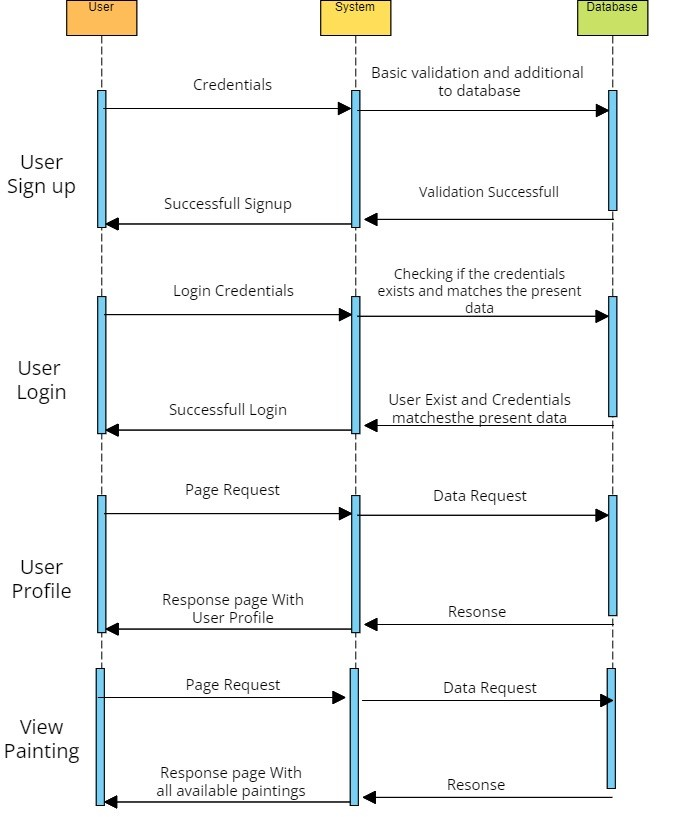 User
System
Database
Credentials
Basic validation and additional
to database
User
Sign up
Successfull Signup
Validation Successfull
Login Credentials
Checking if the credentials
exists and matches the present
data
User
Login
Successfull Login
User Exist and Credentials
matchesthe present data
Page Request
Data Request
User
Profile
Response page With
User Profile
Resonse
Page Request
Data Request
View
Painting
Response page With
all available paintings
Resonse